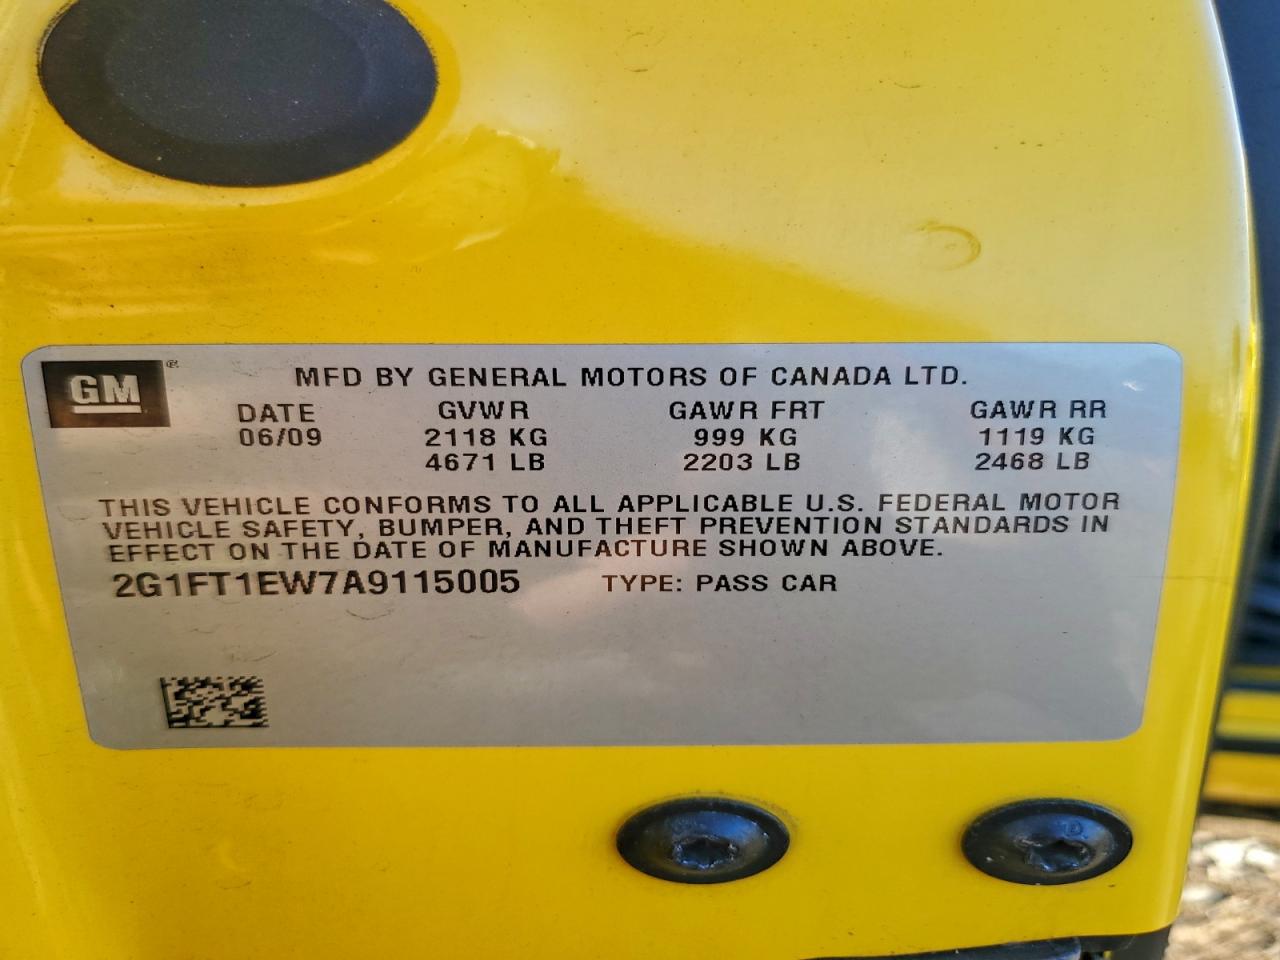 GM
MFD BY GENERAL MOTORS OF CANADA LTD.
DATE GVWR GAWR FRT GAWR RR
06/09 2118 KG 999 KG 1119 KG
4671 LB 2203 LB 2468 LB
THIS VEHICLE CONFORMS TO ALL APPLICABLE U.S. FEDERAL MOTOR
VEHICLE SAFETY, BUMPER, AND THEFT PREVENTION STANDARDS IN
EFFECT ON THE DATE OF MANUFACTURE SHOWN ABOVE.
2G1FT1EW7A9115005 TYPE: PASS CAR